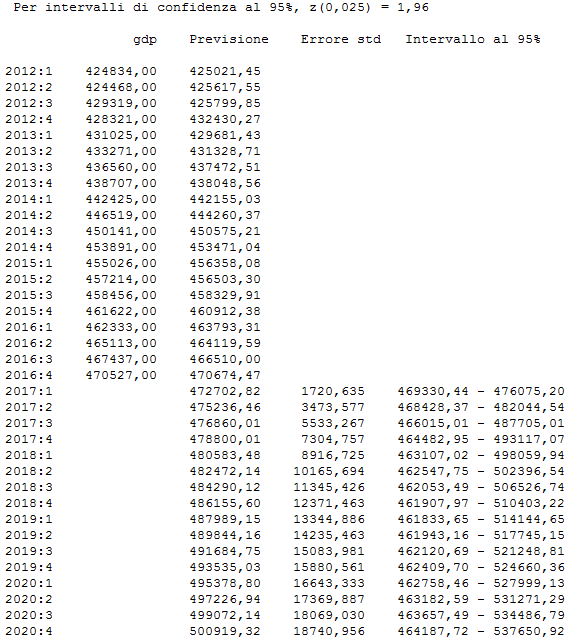 Per intervalli di confidenza al 95%, z(0,025) = 1,96
gdp Previsione Errore std Intervallo al 95%
2012:1 424834,00 425021,45
2012:2 424468,00 425617,55
2012:3 429319,00 425799,85
2012:4 428321,00 432430,27
2013:1 431025,00 429681,43
2013:2 433271,00 431328,71
2013:3 436560,00 437472,51
2013:4 438707,00 438048,56
2014:1 442425,00 442155,03
2014:2 446519,00 444260,37
2014:3 450141,00 450575,21
2014:4 453891,00 453471,04
2015:1 455026,00 456358,08
2015:2 457214,00 456503,30
2015:3 458456,00 458329,91
2015:4 461622,00 460912,38
2016:1 462333,00 463793,31
2016:2 465113,00 464119,59
2016:3 467437,00 466510,00
2016:4 470527,00 470674,47
2017:1 472702,82 1720,635 469330,44 - 476075,20
2017:2 475236,46 3473,577 468428,37 - 482044,54
2017:3 476860,01 5533,267 466015,01 - 487705,01
2017:4 478800,01 7304,757 464482,95 - 493117,07
2018:1 480583,48 8916,725 463107,02 - 498059,94
2018:2 482472,14 10165,694 462547,75 - 502396,54
2018:3 484290,12 11345,426 462053,49 - 506526,74
2018:4 486155,60 12371,463 461907,97 - 510403,22
2019:1 487989,15 13344,886 461833,65 - 514144,65
2019:2 489844,16 14235,463 461943,16 - 517745,15
2019:3 491684,75 15083,981 462120,69 - 521248,81
2019:4 493535,03 15880,561 462409,70 - 524660,36
2020:1 495378,80 16643,333 462758,46 - 527999,13
2020:2 497226,94 17369,887 463182,59 - 531271,29
2020:3 499072,14 18069,030 463657,49 - 534486,79
2020:4 500919,32 18740,956 464187,72 - 537650,92